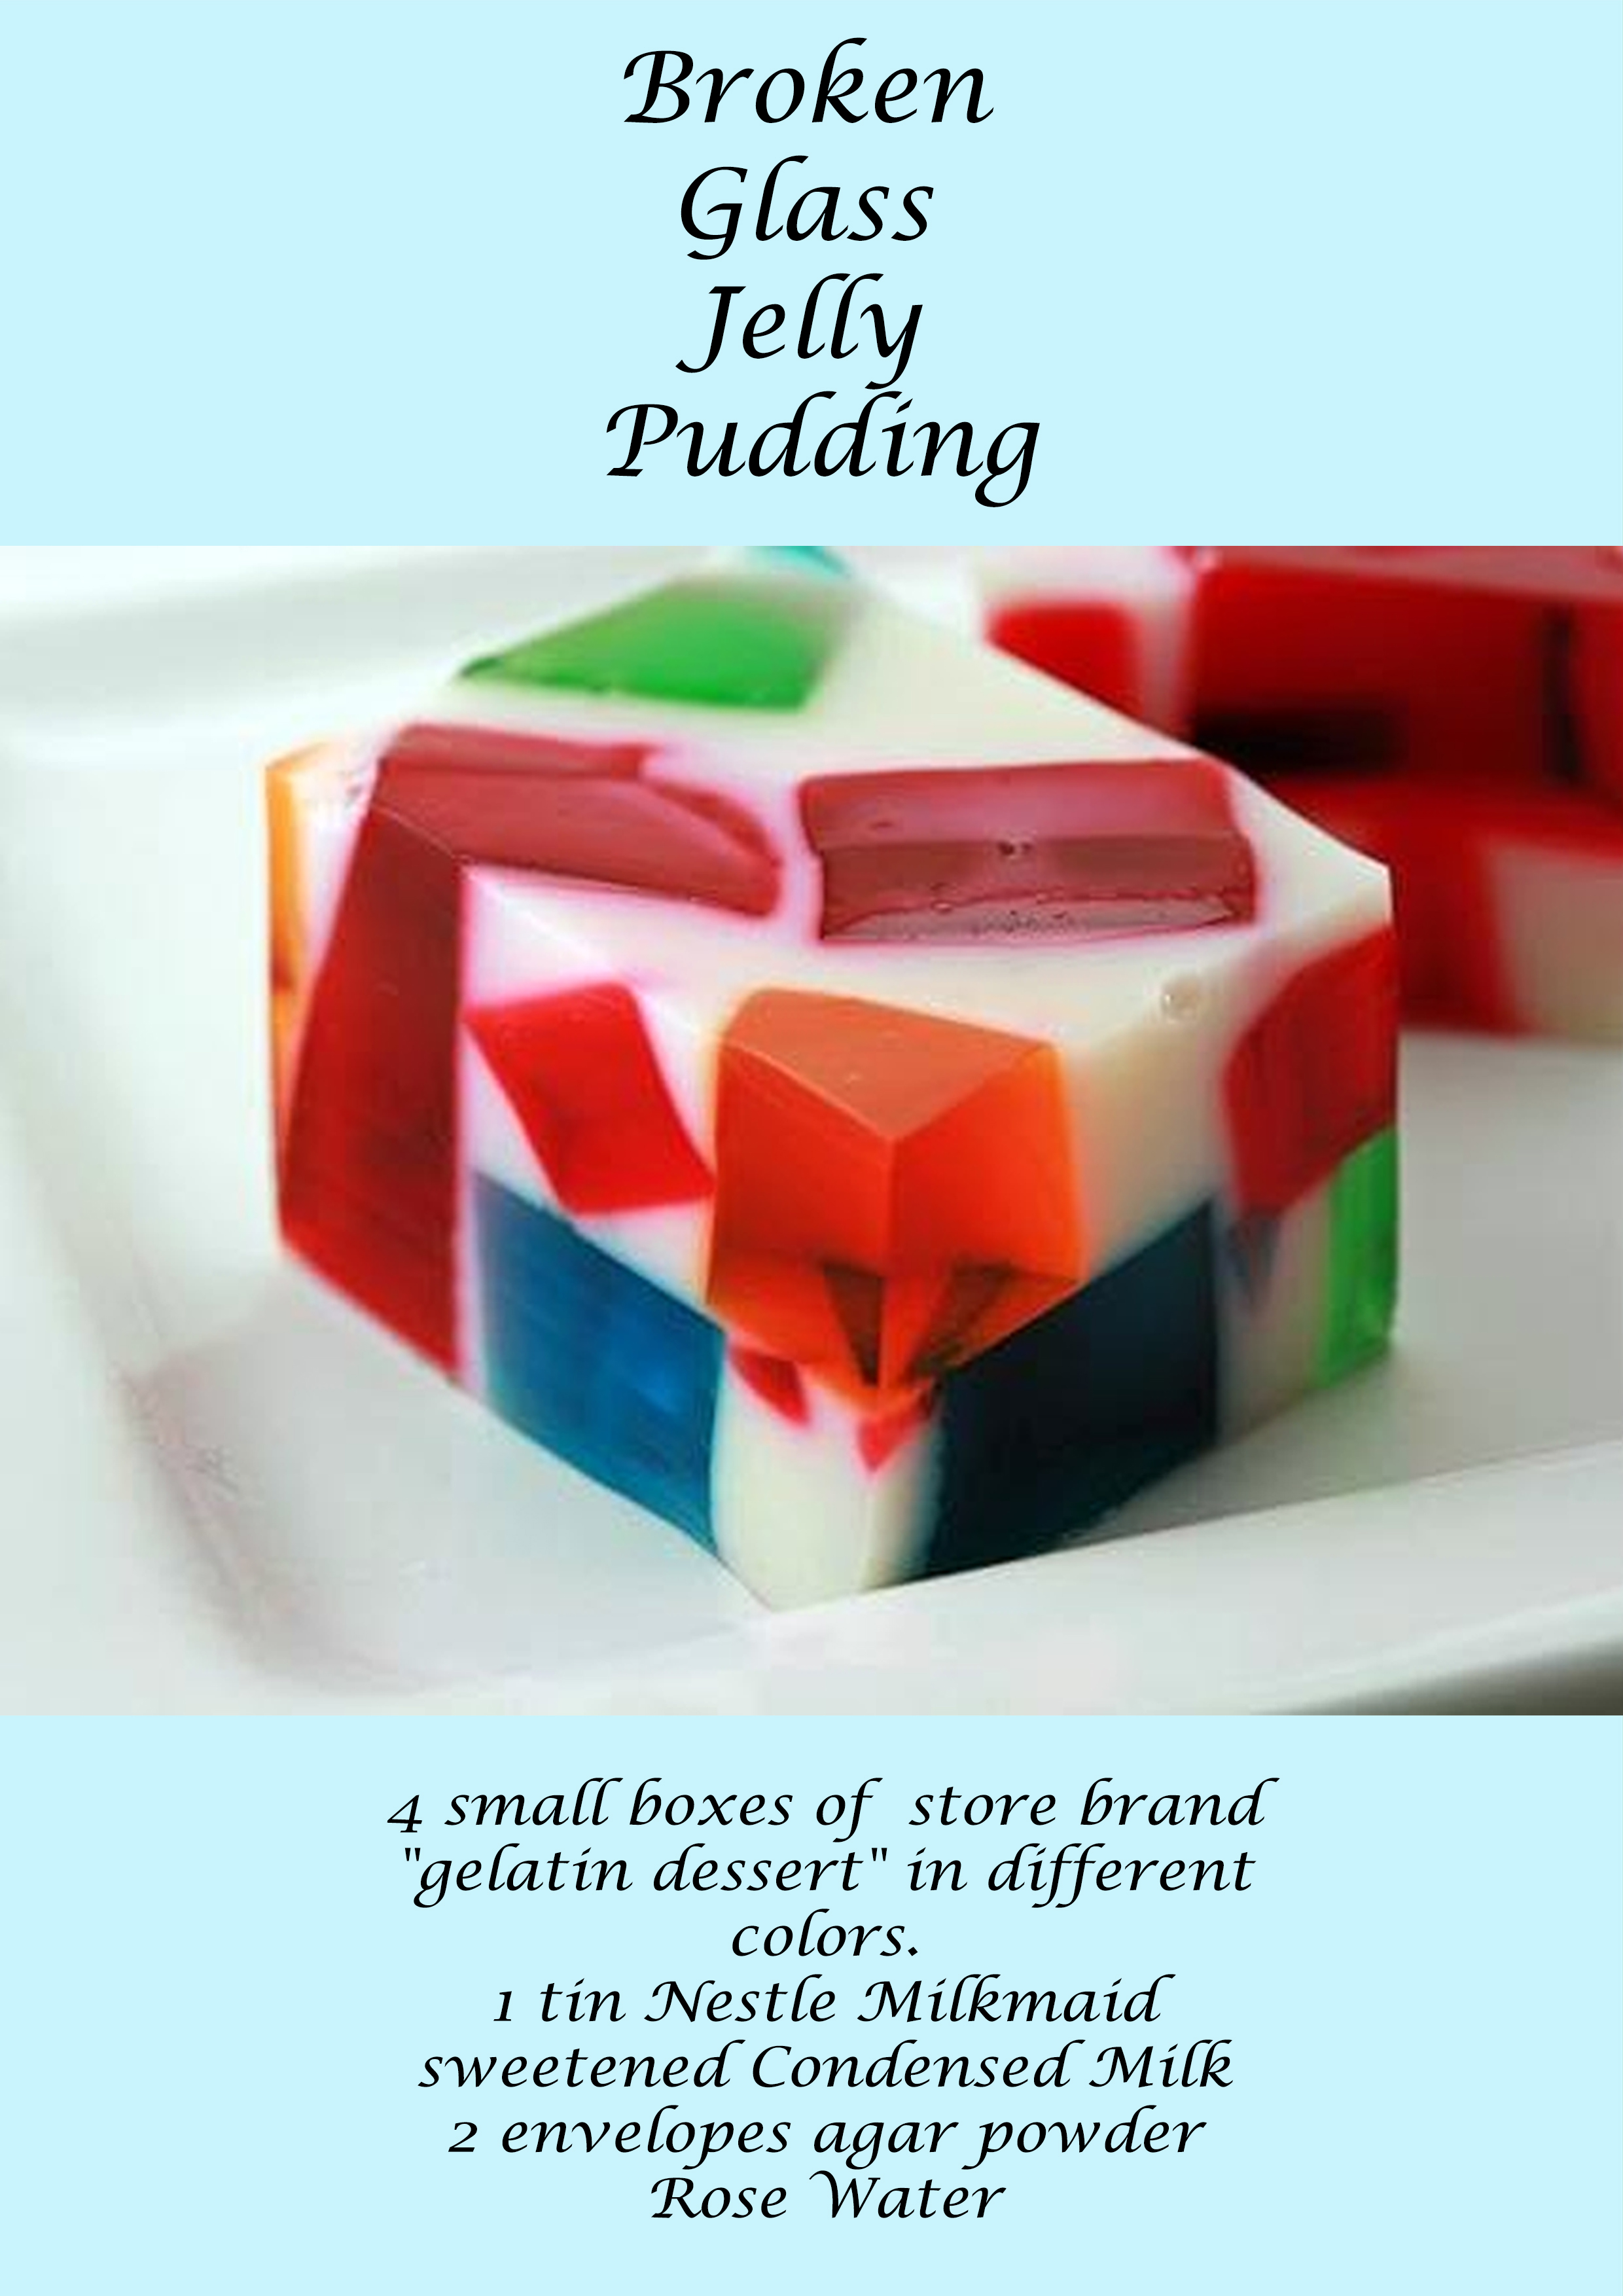 Broken
Glass
Jelly
Pudding
4 small boxes of  store brand
"gelatin dessert" in different
colors.
1 tin Nestle Milkmaid
sweetened Condensed Milk
2 envelopes agar powder
Rose Water